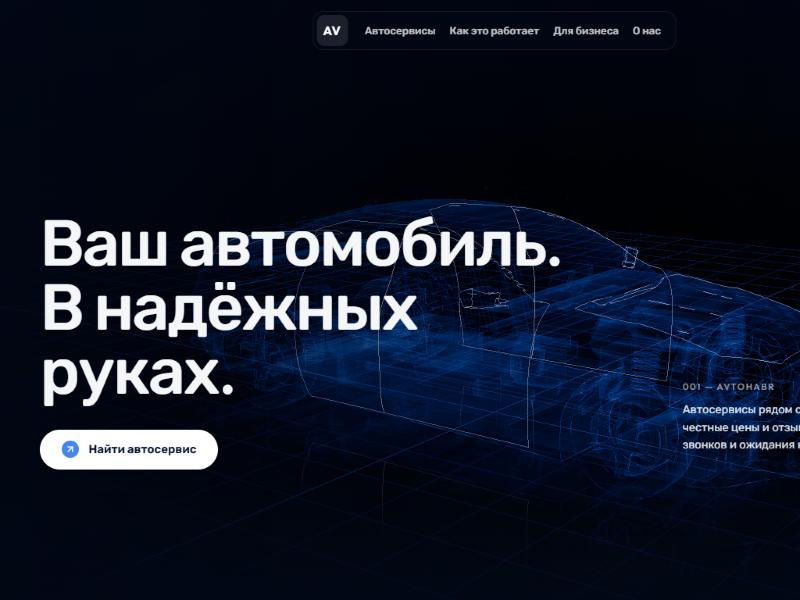 AV
Автосервисы Как это работает Для бизнеса О нас
Ваш автомобиль.
В надёжных
руках.
Найти автосервис
001 — AVTOHABR
Автосервисы рядом
честные цены и
звонков и ожидания